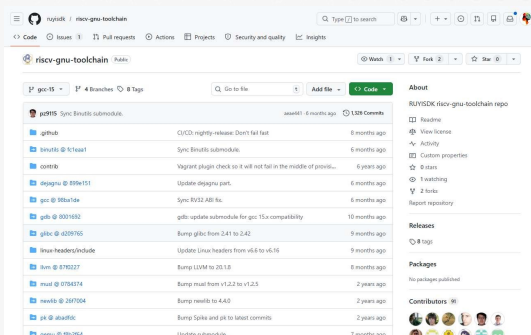 ruyisdk / riscv-gnu-toolchain
Type / to search
Code Issues 1 Pull requests Actions Projects Security and quality Insights
riscv-gnu-toolchain Public
Watch 1 Fork 2 Star 0
gcc-15 4 Branches 8 Tags Go to file t Add file Code
pz9115 Sync Binutils submodule. 6 months ago 1,326 Commits
.github CI/CD: nightly-release: Don't fail fast 8 months ago
binutils @ fc1eaa1 Sync Binutils submodule. 6 months ago
contrib Vagrant plugin check so it will not fail in the middle of provisi... 6 years ago
dejagnu @ 899e151 Update dejagnu part. 6 months ago
gcc @ 98ba1de Sync RV32 ABI fix. 6 months ago
gdb @ 8001692 gdb: update submodule for gcc 15.x compatibility 10 months ago
glibc @ d209765 Bump glibc from 2.41 to 2.42 9 months ago
linux-headers/include Update Linux headers from v6.6 to v6.16 9 months ago
llvm @ 87f0227 Bump LLVM to 20.1.8 8 months ago
musl @ 0784374 Bump musl from v1.2.2 to v1.2.5 2 years ago
newlib @ 26f7004 Bump newlib to 4.4.0 2 years ago
pk @ abadfdc Bump Spike and pk to latest commits 2 years ago
Update submodule 7 months ago
About
RUYISDK riscv-gnu-toolchain repo
Readme
View license
Activity
Custom properties
0 stars
1 watching
2 forks
Report repository
Releases
8 tags
Packages
No packages published
Contributors 95